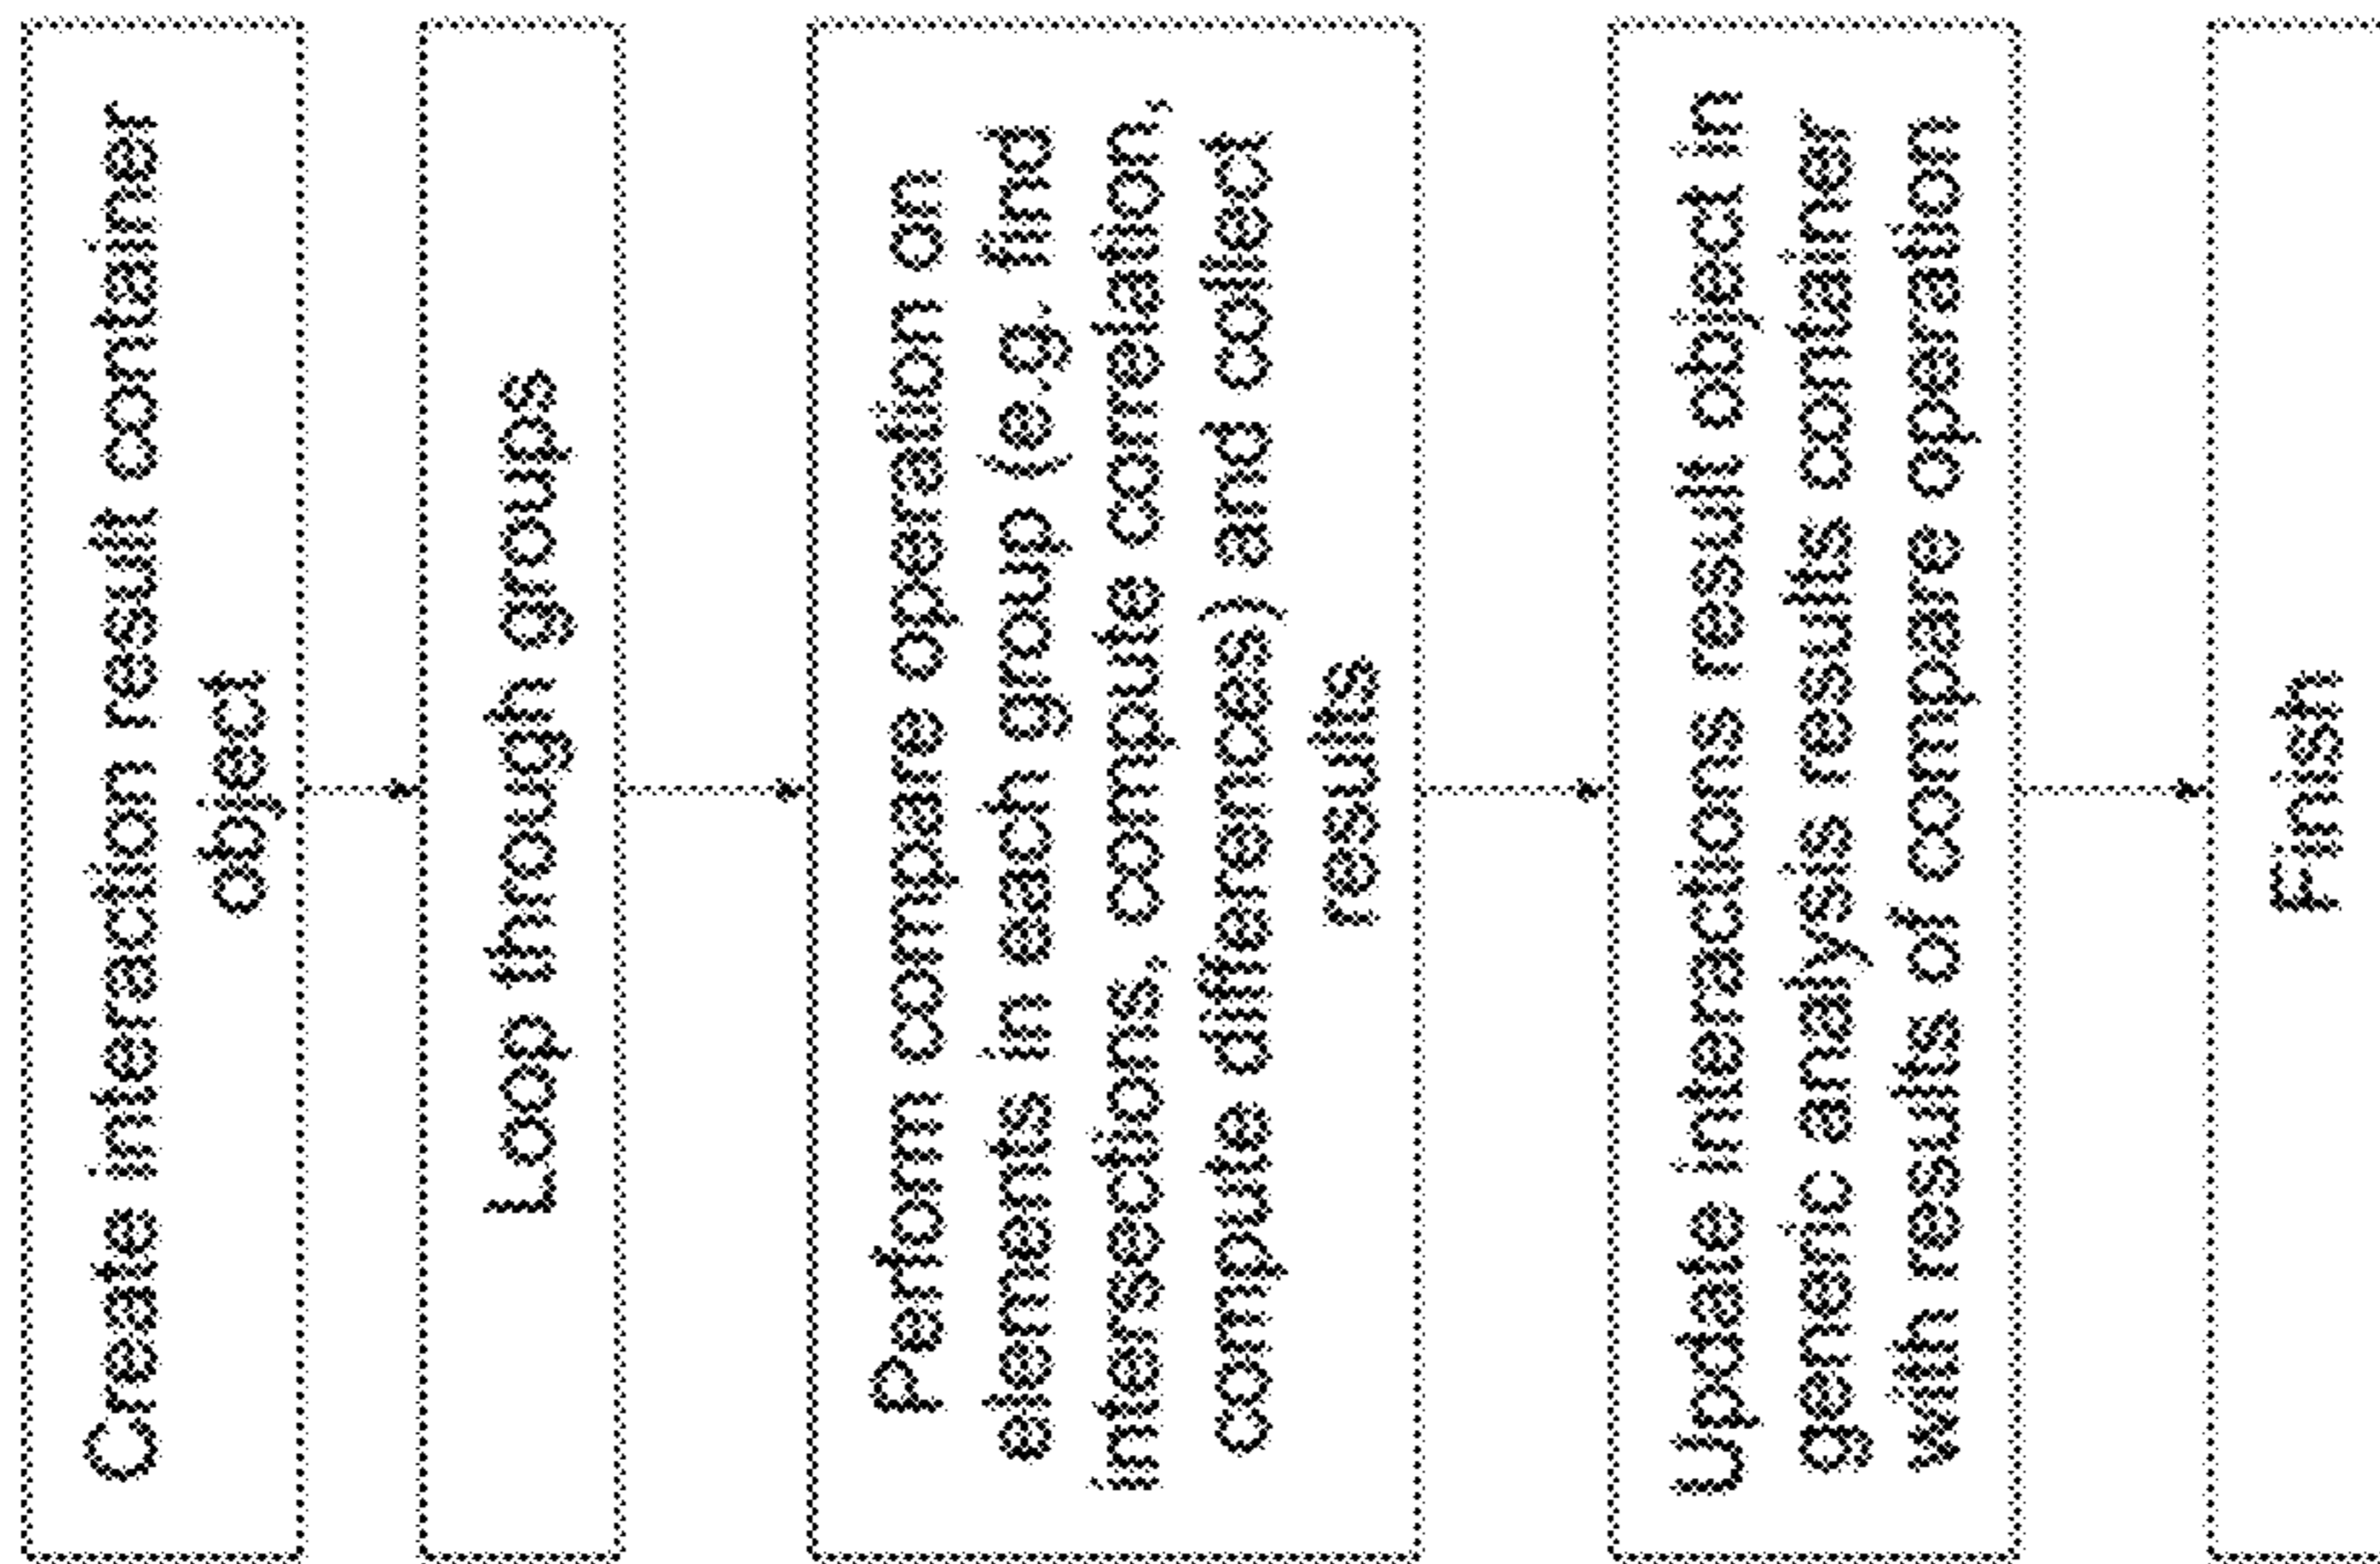 Create interaction result container
object
Loop through groups
Perform compare operation on
elements in each group (e.g. find
intersections, compute correlation,
compute differences) and collect
results
Update interactions result object in
generic analysis results container
with results of compare operation
Finish